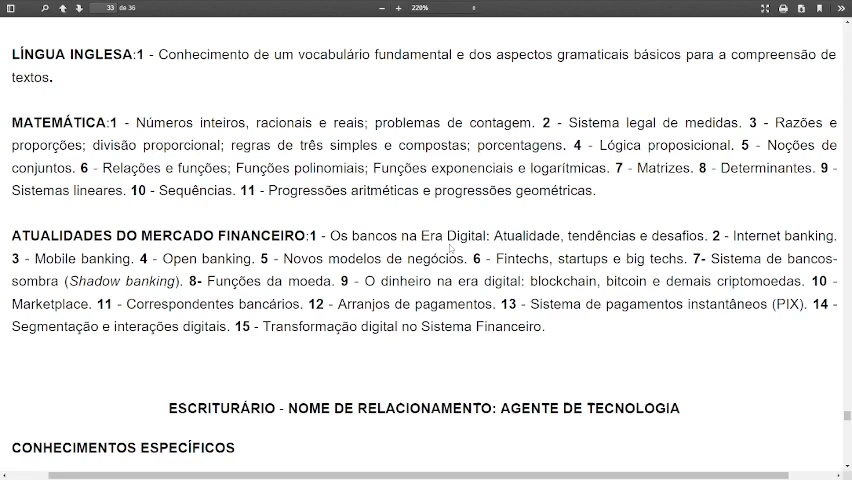 33 de 36
220%
LÍNGUA INGLESA:1 - Conhecimento de um vocabulário fundamental e dos aspectos gramaticais básicos para a compreensão de
textos.
MATEMÁTICA:1 - Números inteiros, racionais e reais; problemas de contagem. 2 - Sistema legal de medidas. 3 - Razões e
proporções; divisão proporcional; regras de três simples e compostas; porcentagens. 4 - Lógica proposicional. 5 - Noções de
conjuntos. 6 - Relações e funções; Funções polinomiais; Funções exponenciais e logarítmicas. 7 - Matrizes. 8 - Determinantes. 9 -
Sistemas lineares. 10 - Sequências. 11 - Progressões aritméticas e progressões geométricas.
ATUALIDADES DO MERCADO FINANCEIRO:1 - Os bancos na Era Digital: Atualidade, tendências e desafios. 2 - Internet banking.
3 - Mobile banking. 4 - Open banking. 5 - Novos modelos de negócios. 6 - Fintechs, startups e big techs. 7- Sistema de bancos-
sombra (Shadow banking). 8- Funções da moeda. 9 - O dinheiro na era digital: blockchain, bitcoin e demais criptomoedas. 10 -
Marketplace. 11 - Correspondentes bancários. 12 - Arranjos de pagamentos. 13 - Sistema de pagamentos instantâneos (PIX). 14 -
Segmentação e interações digitais. 15 - Transformação digital no Sistema Financeiro.
ESCRITURÁRIO - NOME DE RELACIONAMENTO: AGENTE DE TECNOLOGIA
CONHECIMENTOS ESPECÍFICOS